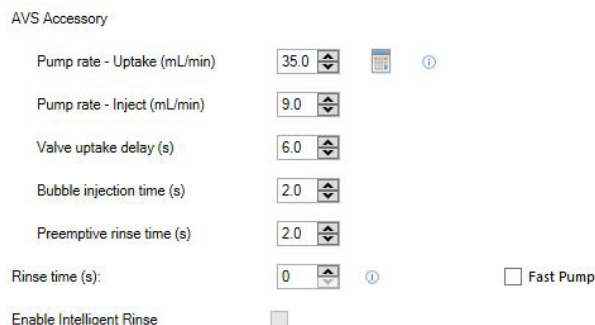 AVS Accessory
Pump rate - Uptake (mL/min) 35.0
Pump rate - Inject (mL/min) 9.0
Valve uptake delay (s) 6.0
Bubble injection time (s) 2.0
Preemptive rinse time (s) 2.0
Rinse time (s): 0 Fast Pump
Enable Intelligent Rinse